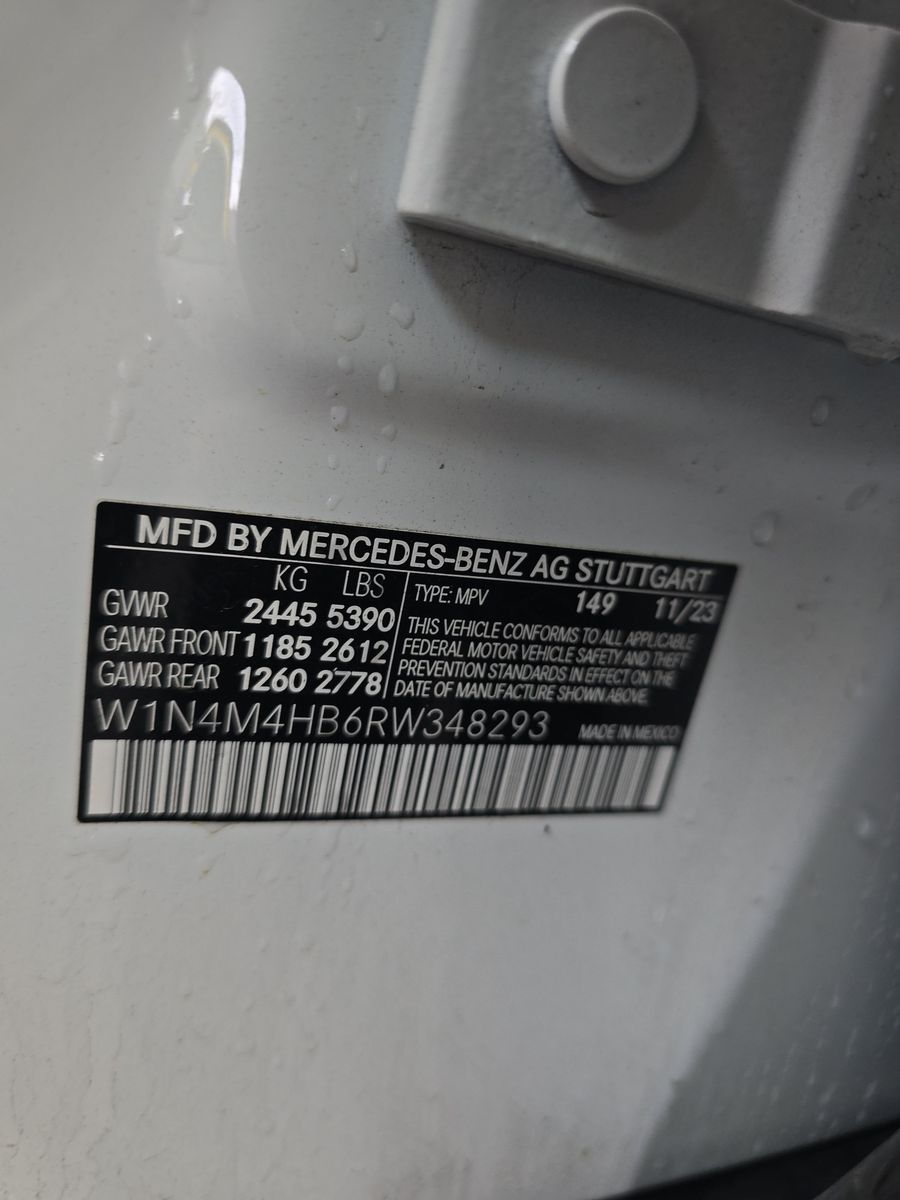 MFD BY MERCEDES-BENZ AG STUTTGART
KG LBS
GVWR 2445 5390
GAWR FRONT 1185 2612
GAWR REAR 1260 2778
TYPE: MPV 149 11/23
THIS VEHICLE CONFORMS TO ALL APPLICABLE
FEDERAL MOTOR VEHICLE SAFETY AND THEFT
PREVENTION STANDARDS IN EFFECT ON THE
DATE OF MANUFACTURE SHOWN ABOVE.
W1N4M4HB6RW348293
MADE IN MEXICO